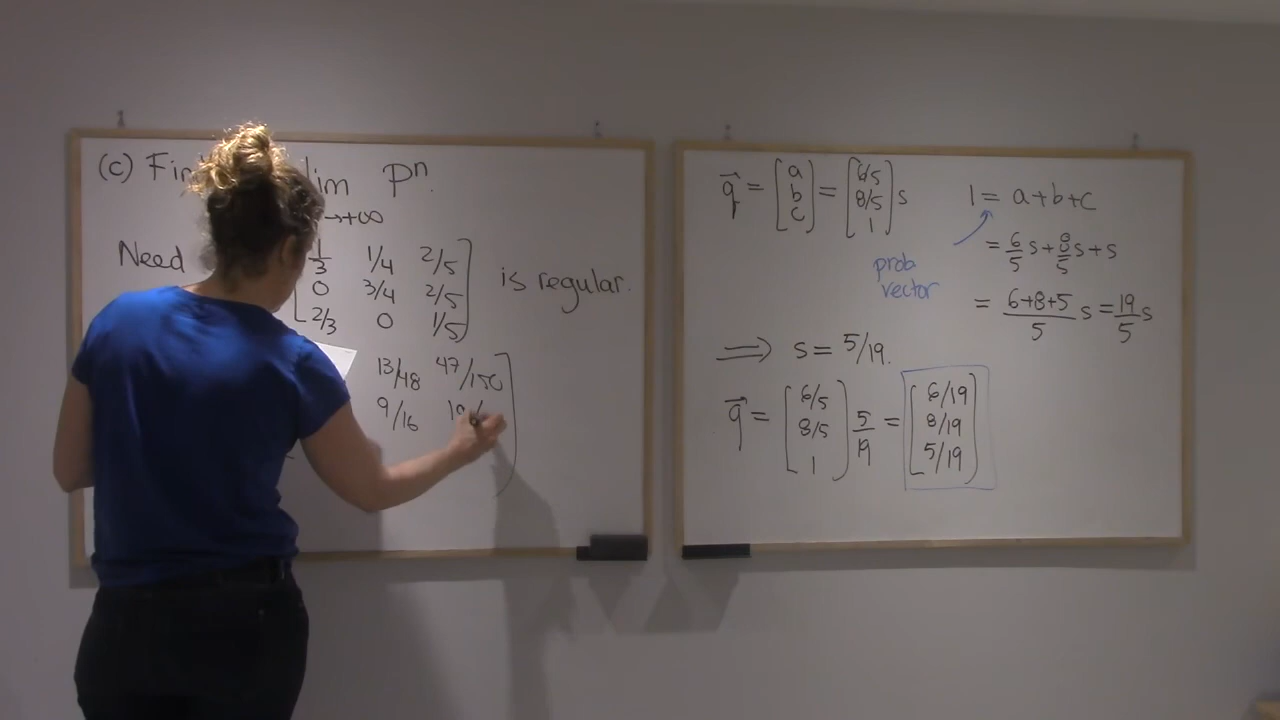 (c) Fin lim Pⁿ.
→+∞
Need 1/3 1/4 2/5 is regular.
0 3/4 2/5
2/3 0 1/5
13/48 47/150
9/16
q⃗ = [a b c] = [6/5 8/5 1] s
1 = a+b+c
= 6/5 s + 8/5 s + s
prob
vector
= (6+8+5)/5 s = 19/5 s
⟹ s = 5/19.
q⃗ = [6/5 8/5 1] 5/19 = [6/19 8/19 5/19]